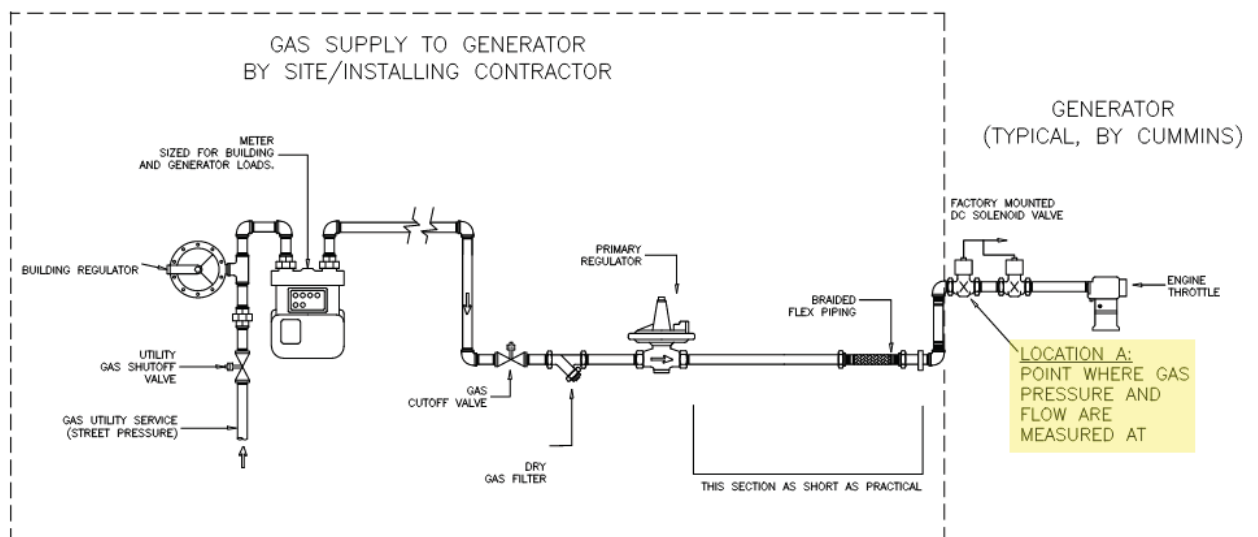 GAS SUPPLY TO GENERATOR
BY SITE/INSTALLING CONTRACTOR
GENERATOR
(TYPICAL, BY CUMMINS)
METER
SIZED FOR BUILDING
AND GENERATOR LOADS.
FACTORY MOUNTED
DC SOLENOID VALVE
BUILDING REGULATOR
PRIMARY
REGULATOR
BRAIDED
FLEX PIPING
ENGINE
THROTTLE
UTILITY
GAS SHUTOFF
VALVE
GAS
CUTOFF VALVE
LOCATION A:
POINT WHERE GAS
PRESSURE AND
FLOW ARE
MEASURED AT
GAS UTILITY SERVICE
(STREET PRESSURE)
DRY
GAS FILTER
THIS SECTION AS SHORT AS PRACTICAL